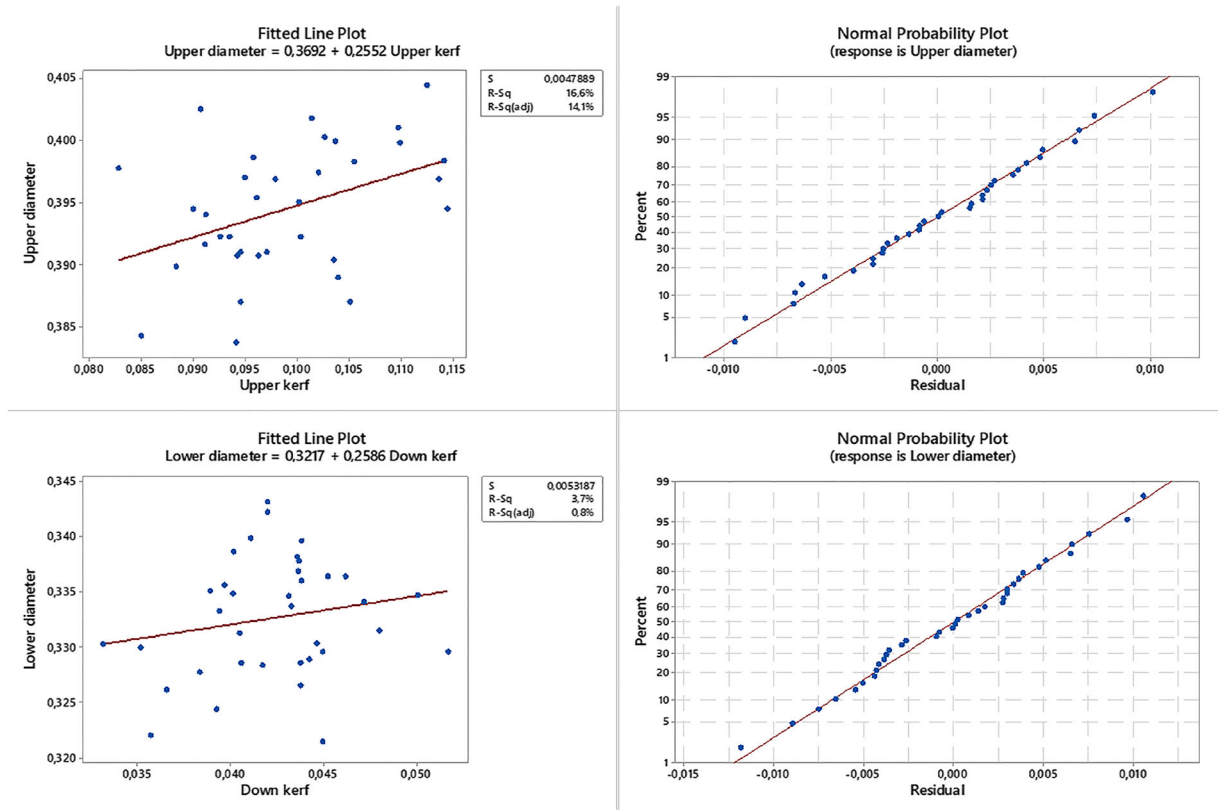 Fitted Line Plot
Upper diameter = 0,3692 + 0,2552 Upper kerf
S 0,0047889
R-Sq 16,6%
R-Sq(adj) 14,1%
0,405
0,400
0,395
0,390
0,385
Upper diameter
0,080 0,085 0,090 0,095 0,100 0,105 0,110 0,115
Upper kerf
Normal Probability Plot
(response is Upper diameter)
99
95
90
80
70
60
50
40
30
20
10
5
1
Percent
-0,010 -0,005 0,000 0,005 0,010
Residual
Fitted Line Plot
Lower diameter = 0,3217 + 0,2586 Down kerf
S 0,0053187
R-Sq 3,7%
R-Sq(adj) 0,8%
0,345
0,340
0,335
0,330
0,325
0,320
Lower diameter
0,035 0,040 0,045 0,050
Down kerf
Normal Probability Plot
(response is Lower diameter)
99
95
90
80
70
60
50
40
30
20
10
5
1
Percent
-0,015 -0,010 -0,005 0,000 0,005 0,010
Residual